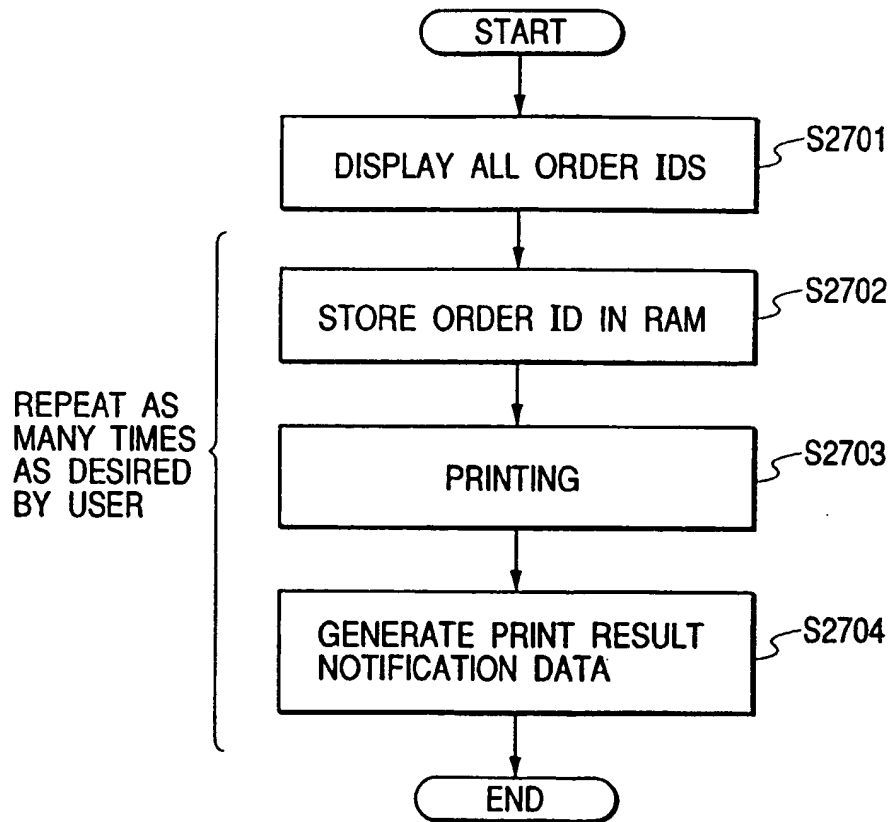 START
DISPLAY ALL ORDER IDS
S2701
STORE ORDER ID IN RAM
S2702
REPEAT AS
MANY TIMES
AS DESIRED
BY USER
PRINTING
S2703
GENERATE PRINT RESULT
NOTIFICATION DATA
S2704
END